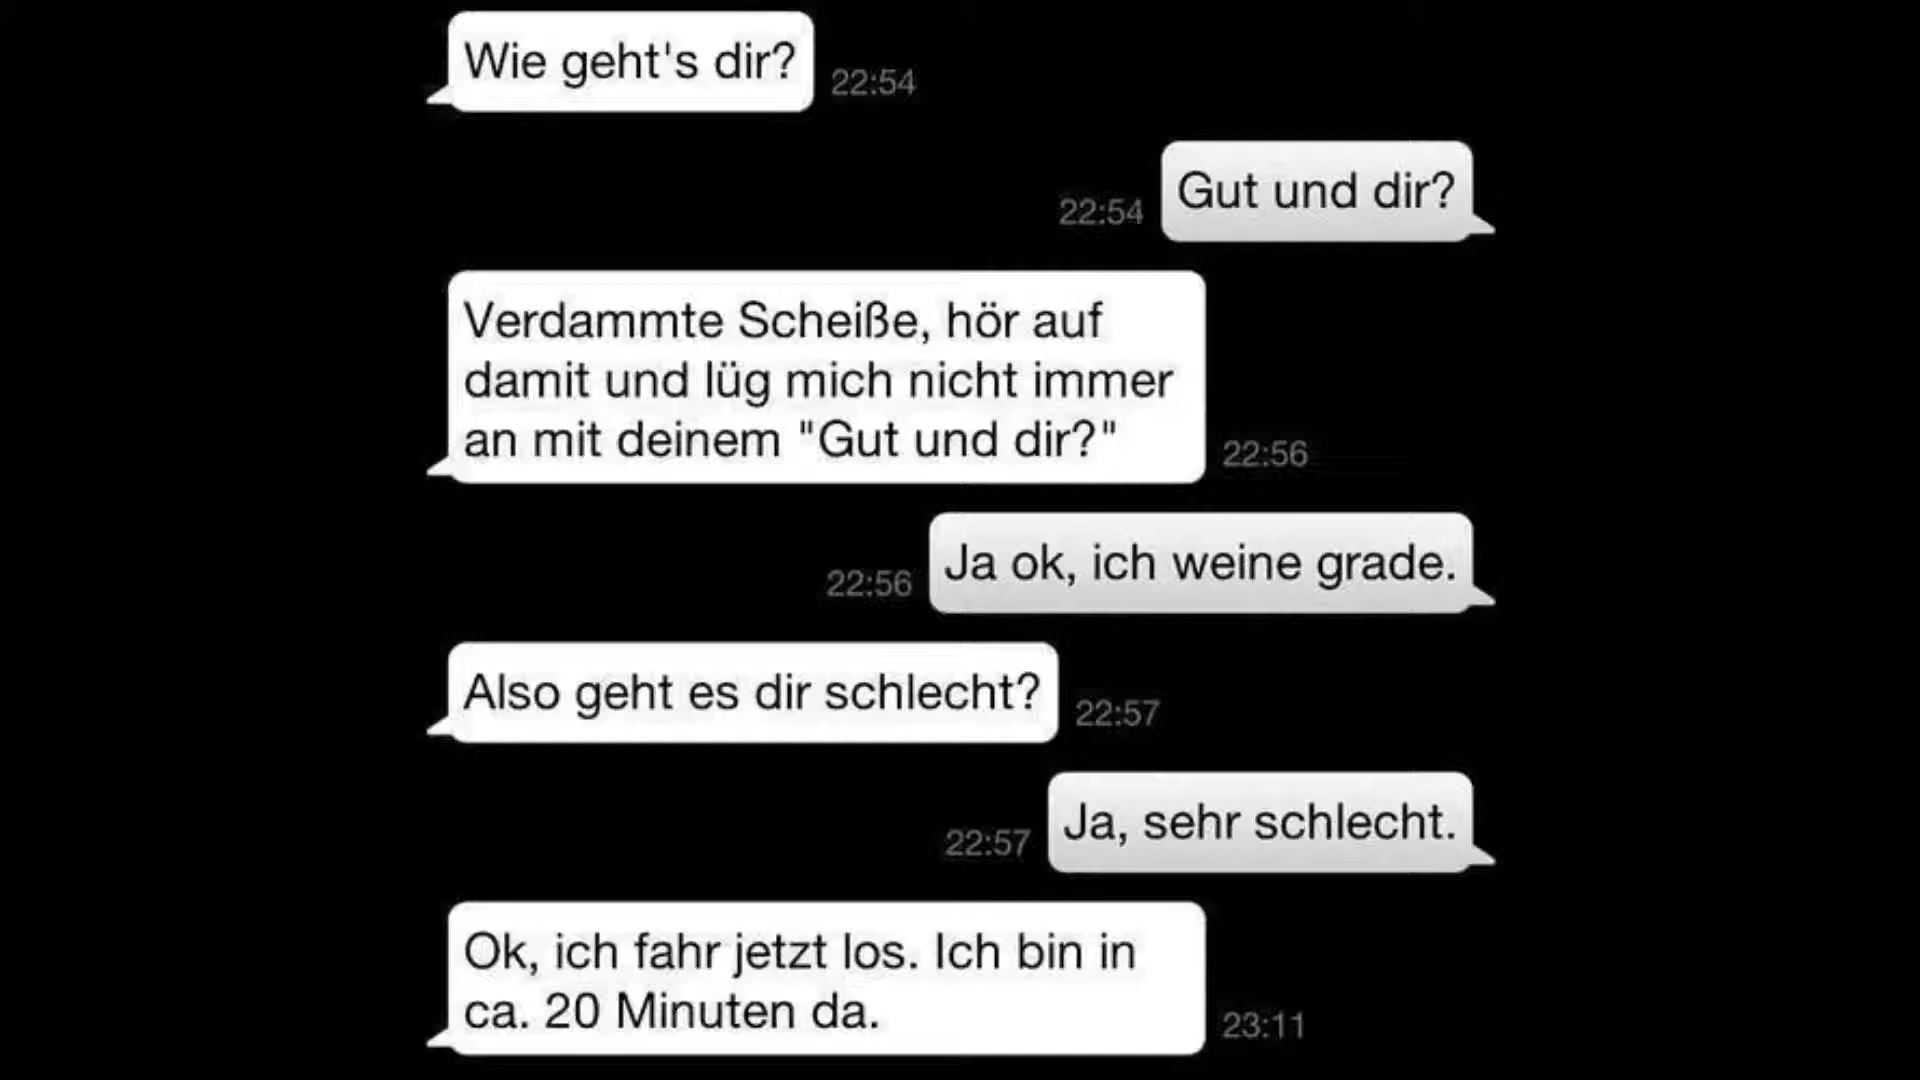 Wie geht's dir?
22:54
Gut und dir?
22:54
Verdammte Scheiße, hör auf
damit und lüg mich nicht immer
an mit deinem "Gut und dir?"
22:56
Ja ok, ich weine grade.
22:56
Also geht es dir schlecht?
22:57
Ja, sehr schlecht.
22:57
Ok, ich fahr jetzt los. Ich bin in
ca. 20 Minuten da.
23:11